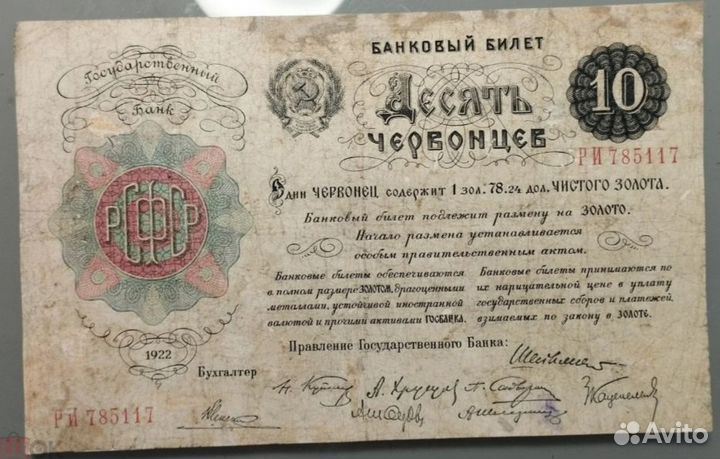 Государственный
Банк
РСФСР
1922
Бухгалтер
РИ 785117
БАНКОВЫЙ БИЛЕТ
ДЕСЯТЬ
ЧЕРВОНЦЕВ
10
РИ 785117
Один ЧЕРВОНЕЦ содержит 1 зол. 78.24 дол. ЧИСТОГО ЗОЛОТА.
Банковый билет подлежит размену на ЗОЛОТО.
Начало размена устанавливается
особым правительственным актом.
Банковые билеты обеспечиваются
в полном размере ЗОЛОТОМ, драгоценными
металлами, устойчивой иностранной
валютой и прочими активами ГОСБАНКА.
Банковые билеты принимаются по
их нарицательной цене в уплату
государственных сборов и платежей,
взимаемых по закону в ЗОЛОТЕ.
Правление Государственного Банка:
Avito